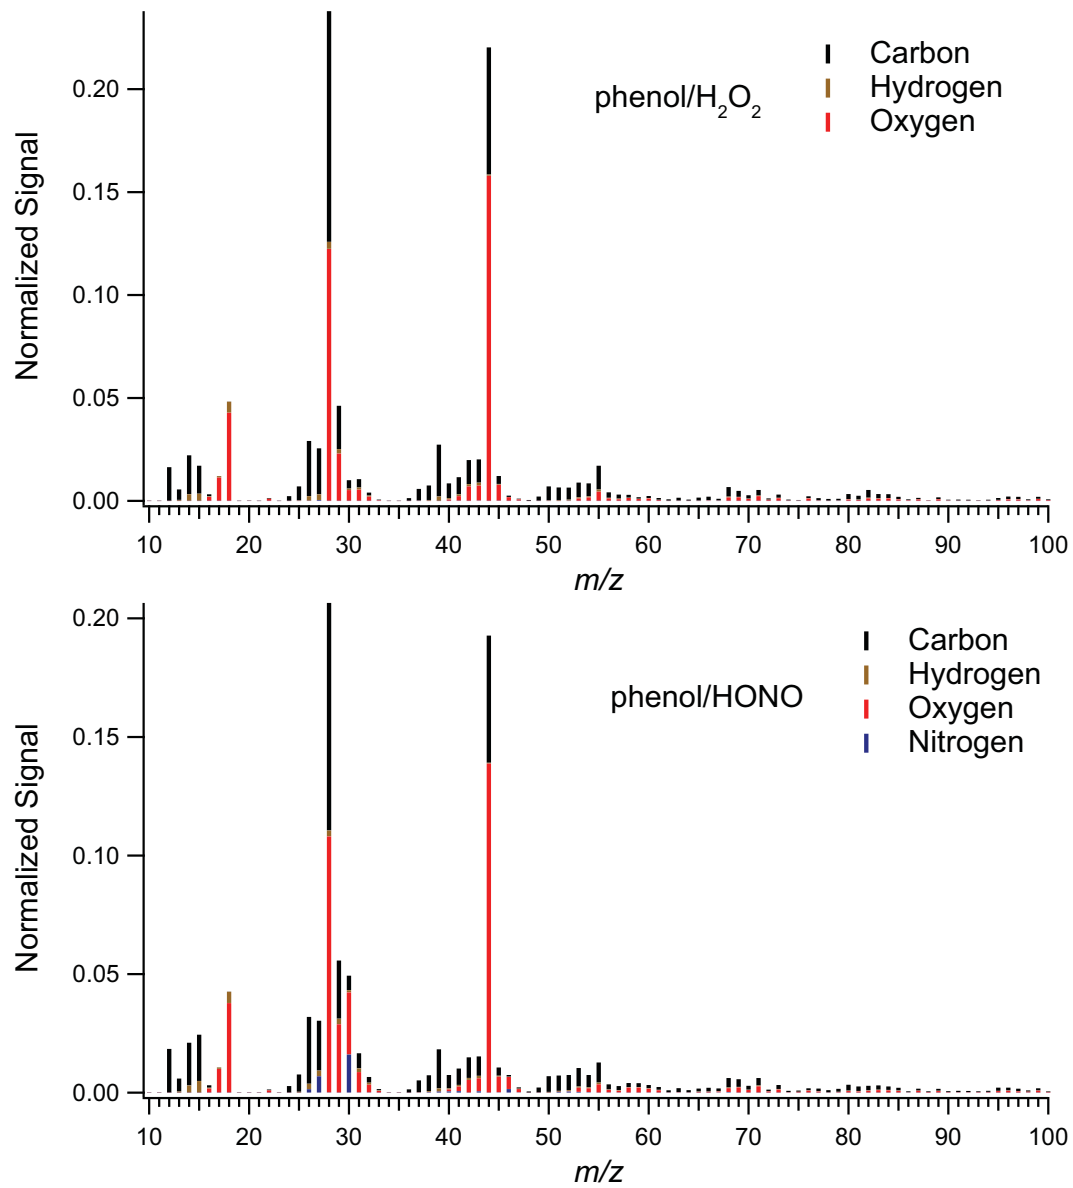 Normalized Signal
0.20
0.15
0.10
0.05
0.00
phenol/H₂O₂
Carbon
Hydrogen
Oxygen
10 20 30 40 50 60 70 80 90 100
m/z
Normalized Signal
0.20
0.15
0.10
0.05
0.00
phenol/HONO
Carbon
Hydrogen
Oxygen
Nitrogen
10 20 30 40 50 60 70 80 90 100
m/z